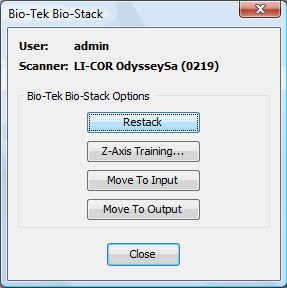 Bio-Tek Bio-Stack
User: admin
Scanner: LI-COR OdysseySa (0219)
Bio-Tek Bio-Stack Options
Restack
Z-Axis Training...
Move To Input
Move To Output
Close